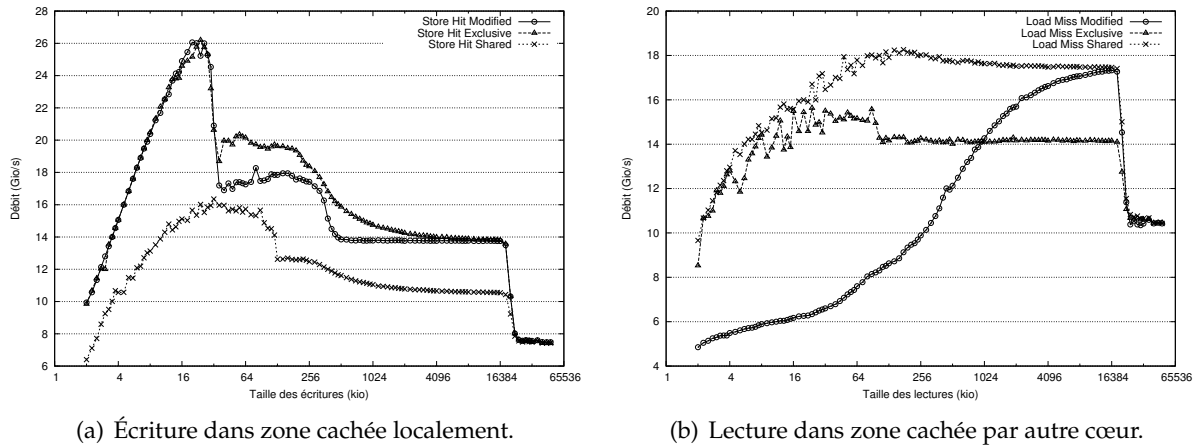 Store Hit Modified
Store Hit Exclusive
Store Hit Shared
28
26
24
22
20
18
16
14
12
10
8
6
Débit (Gio/s)
1 4 16 64 256 1024 4096 16384 65536
Taille des écritures (kio)
(a) Écriture dans zone cachée localement.
Load Miss Modified
Load Miss Exclusive
Load Miss Shared
20
18
16
14
12
10
8
6
4
Débit (Gio/s)
1 4 16 64 256 1024 4096 16384 65536
Taille des lectures (kio)
(b) Lecture dans zone cachée par autre cœur.